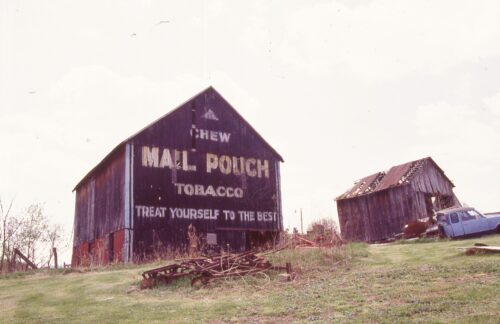 CHEW
MAIL POUCH
TOBACCO
TREAT YOURSELF TO THE BEST